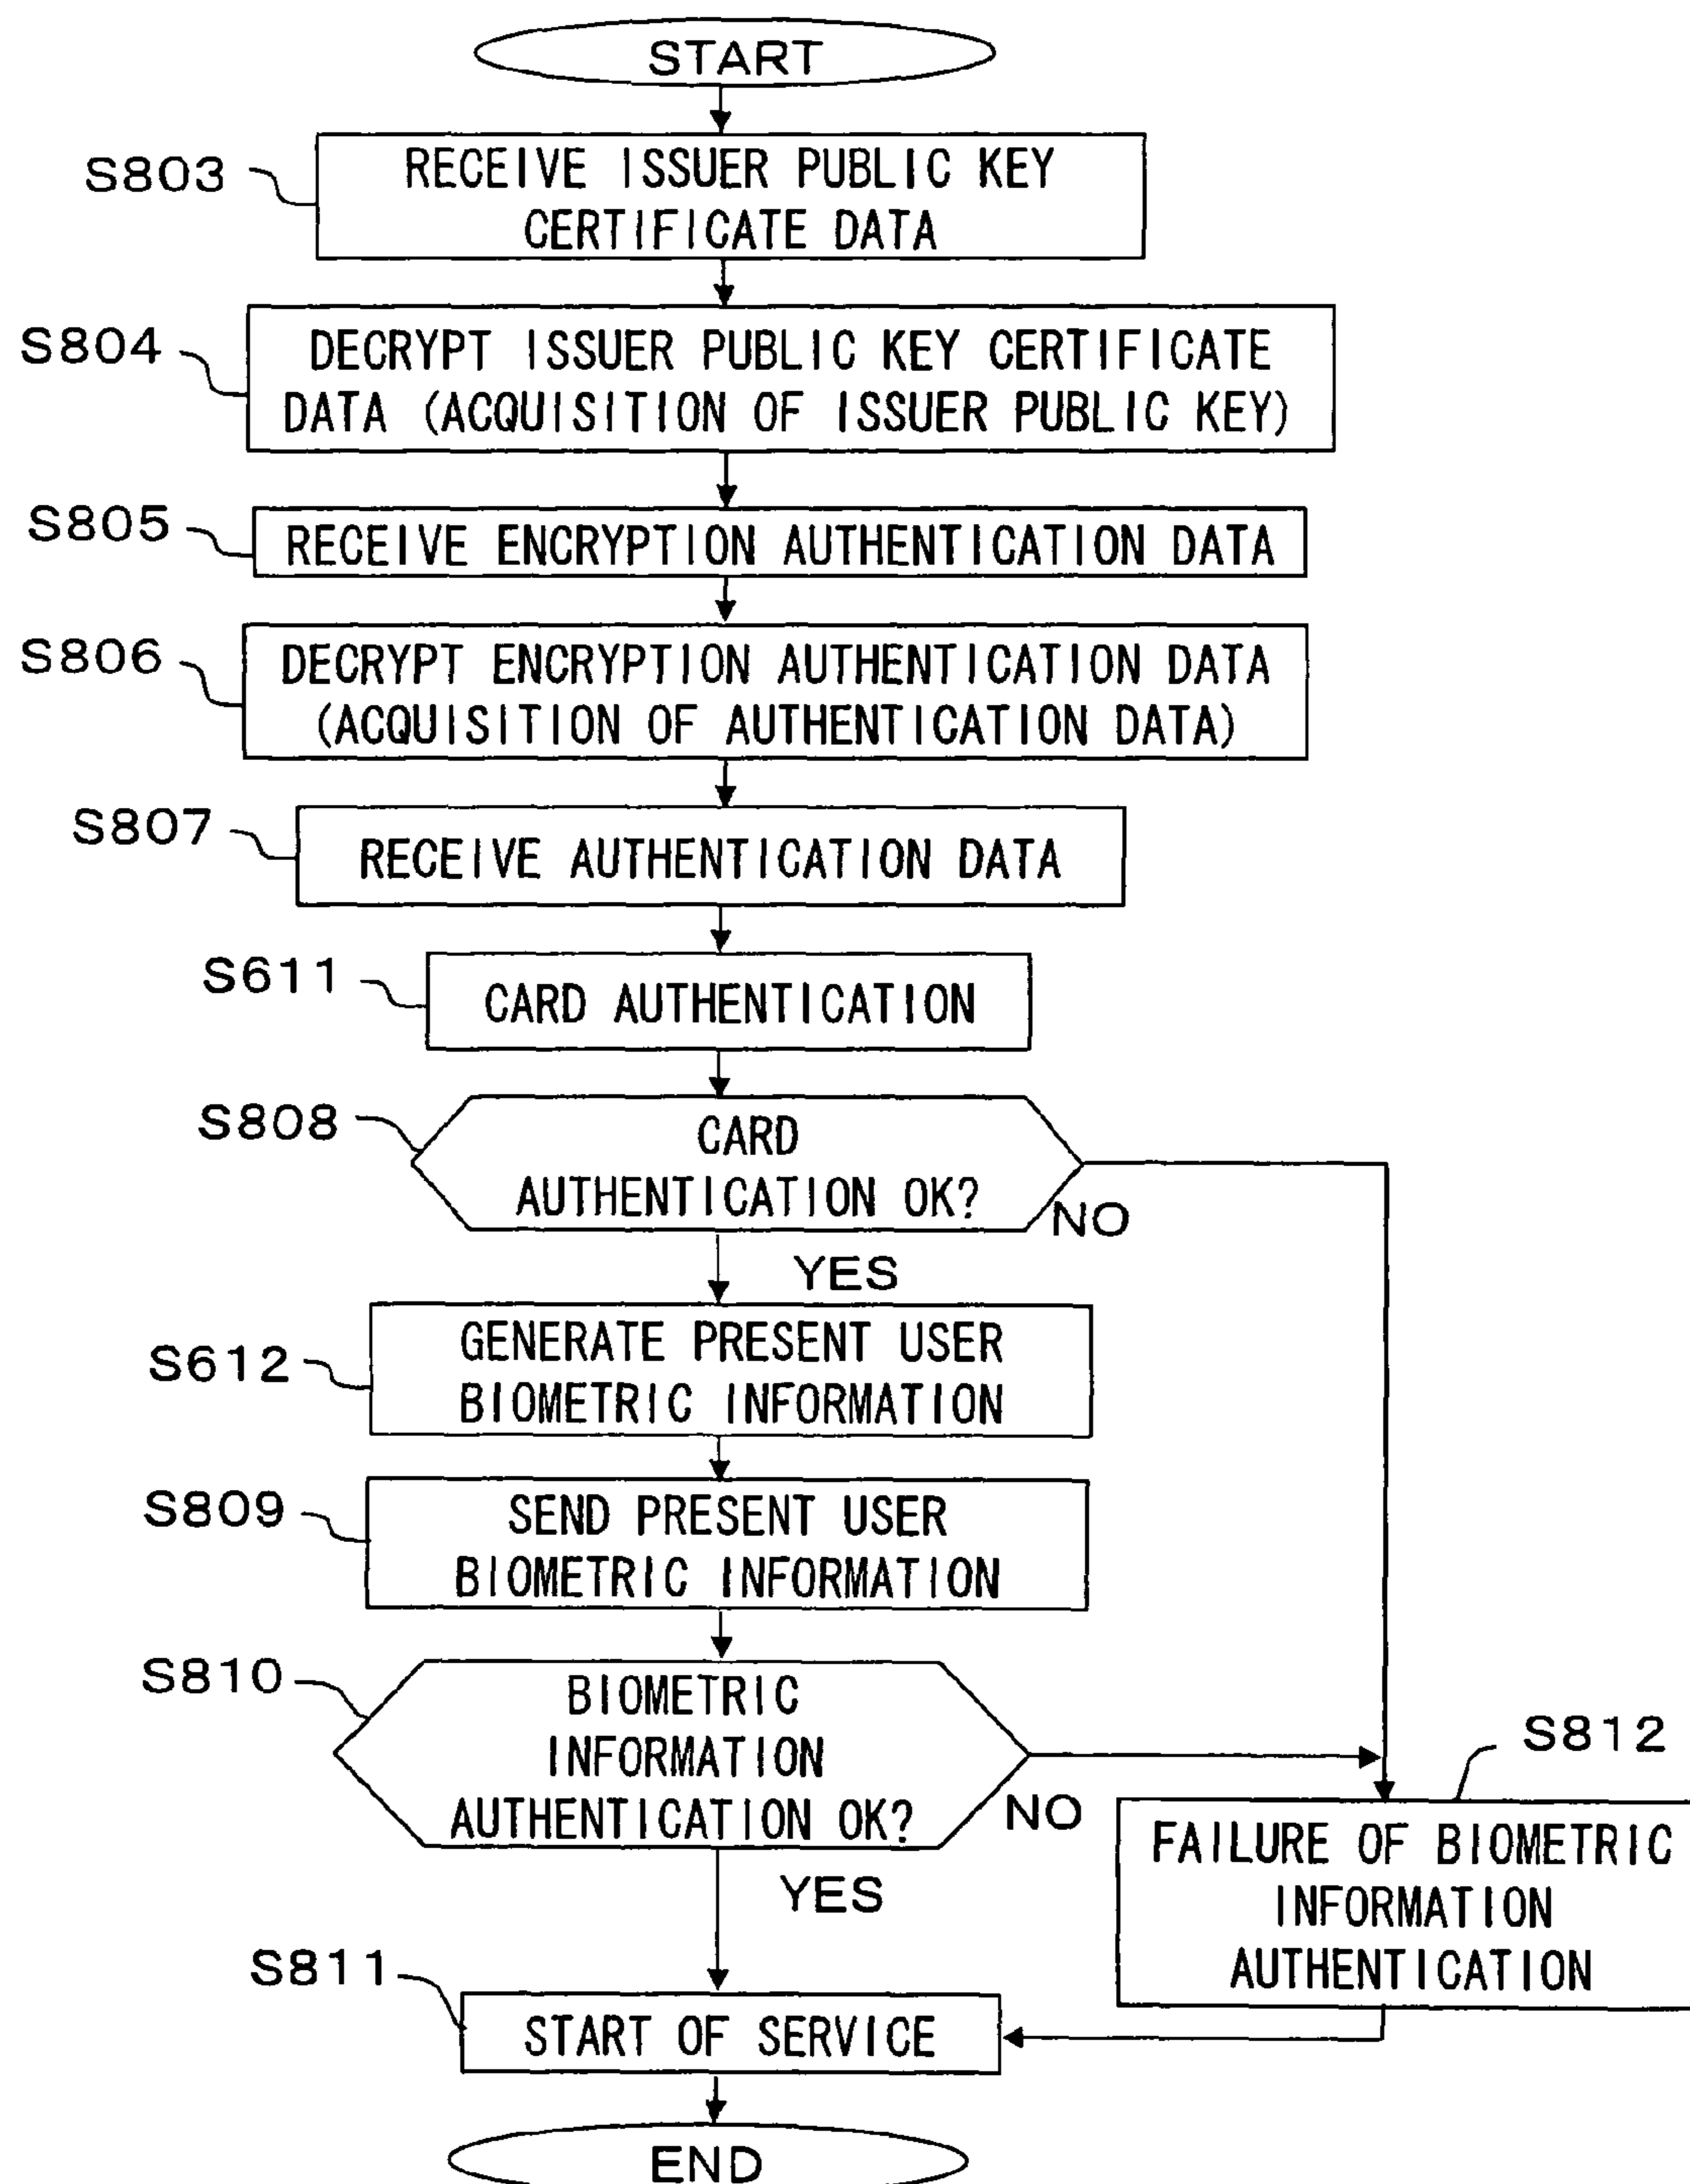 START
S803
RECEIVE ISSUER PUBLIC KEY
CERTIFICATE DATA
S804
DECRYPT ISSUER PUBLIC KEY CERTIFICATE
DATA (ACQUISITION OF ISSUER PUBLIC KEY)
S805
RECEIVE ENCRYPTION AUTHENTICATION DATA
S806
DECRYPT ENCRYPTION AUTHENTICATION DATA
(ACQUISITION OF AUTHENTICATION DATA)
S807
RECEIVE AUTHENTICATION DATA
S611
CARD AUTHENTICATION
S808
CARD
AUTHENTICATION OK?
NO
YES
S612
GENERATE PRESENT USER
BIOMETRIC INFORMATION
S809
SEND PRESENT USER
BIOMETRIC INFORMATION
S810
BIOMETRIC
INFORMATION
AUTHENTICATION OK?
NO
YES
S812
FAILURE OF BIOMETRIC
INFORMATION
AUTHENTICATION
S811
START OF SERVICE
END